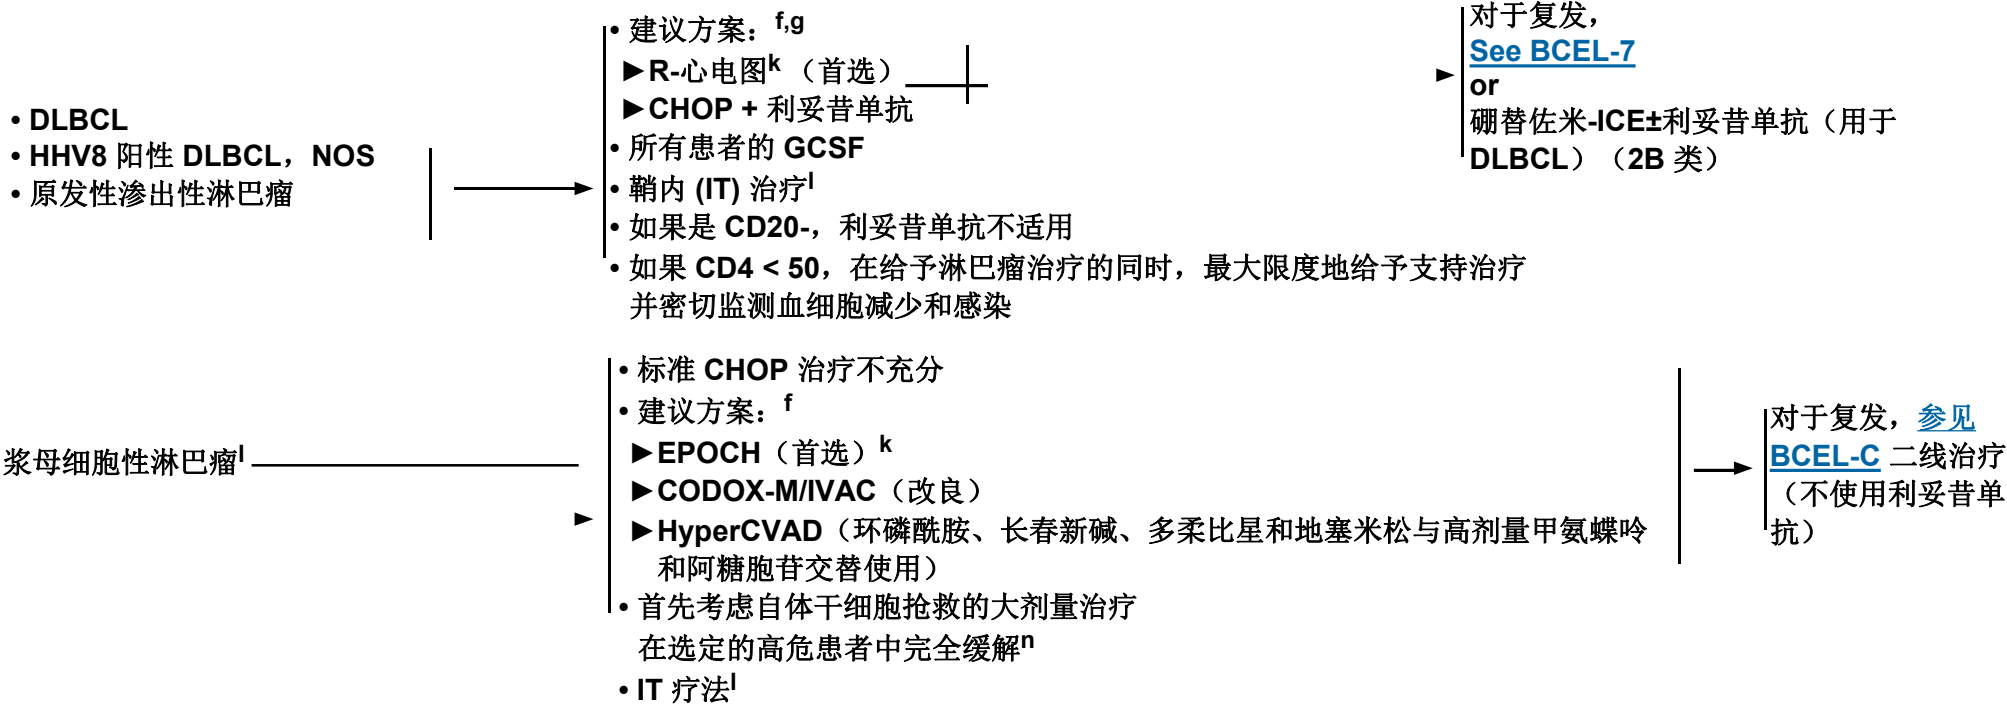 • DLBCL
• HHV8 阳性 DLBCL，NOS
• 原发性渗出性淋巴瘤
• 建议方案：f,g
►R-心电图k （首选）
►CHOP + 利妥昔单抗
• 所有患者的 GCSF
• 鞘内 (IT) 治疗l
• 如果是 CD20-，利妥昔单抗不适用
• 如果 CD4 < 50，在给予淋巴瘤治疗的同时，最大限度地给予支持治疗
并密切监测血细胞减少和感染
►
对于复发，
See BCEL-7
or
硼替佐米-ICE±利妥昔单抗（用于
DLBCL）（2B 类）
浆母细胞性淋巴瘤l
►
• 标准 CHOP 治疗不充分
• 建议方案：f
►EPOCH（首选）k
►CODOX-M/IVAC（改良）
►HyperCVAD（环磷酰胺、长春新碱、多柔比星和地塞米松与高剂量甲氨蝶呤
和阿糖胞苷交替使用）
• 首先考虑自体干细胞抢救的大剂量治疗
在选定的高危患者中完全缓解n
• IT 疗法l
对于复发，参见
BCEL-C 二线治疗
（不使用利妥昔单
抗）